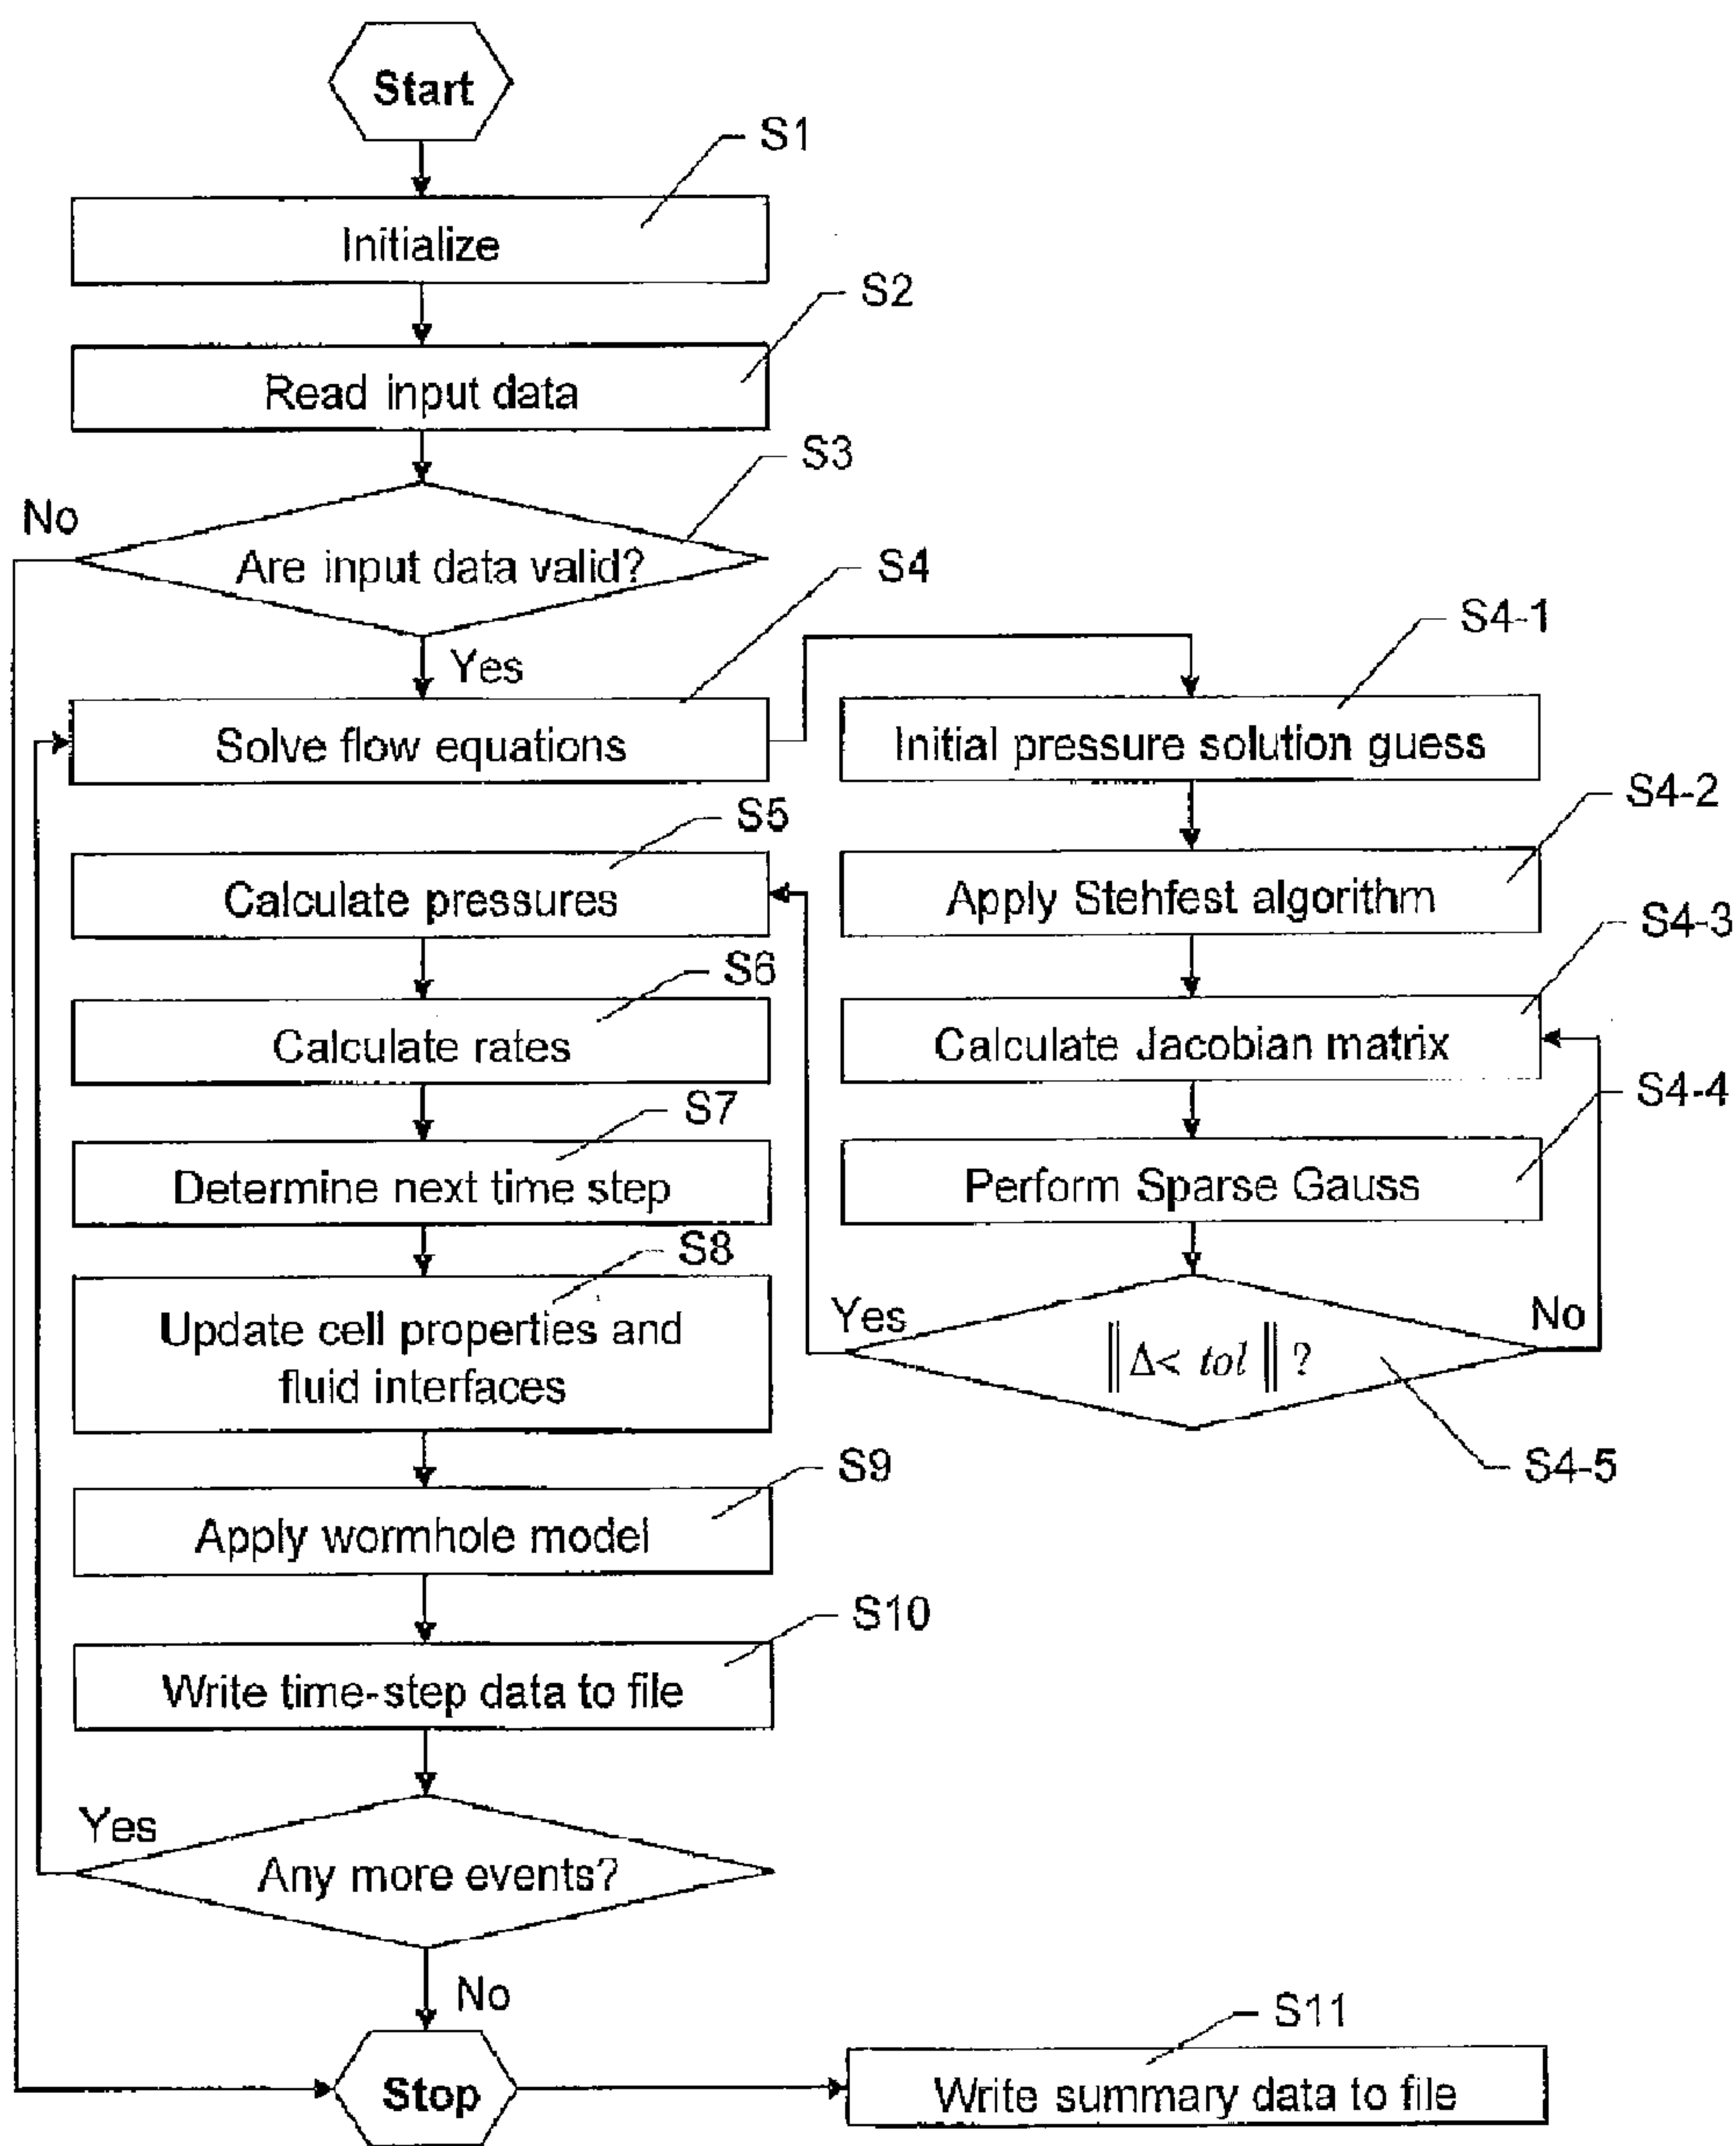 Start
S1
Initialize
S2
Read input data
S3
No
Are input data valid?
S4
Yes
S4-1
Solve flow equations
Initial pressure solution guess
S4-2
S5
Calculate pressures
Apply Stehfest algorithm
S4-3
S6
Calculate rates
Calculate Jacobian matrix
S4-4
S7
Determine next time step
Perform Sparse Gauss
S8
Update cell properties and
fluid interfaces
Yes
No
‖Δ< tol‖?
S4-5
S9
Apply wormhole model
S10
Write time-step data to file
Yes
Any more events?
No
S11
Stop
Write summary data to file